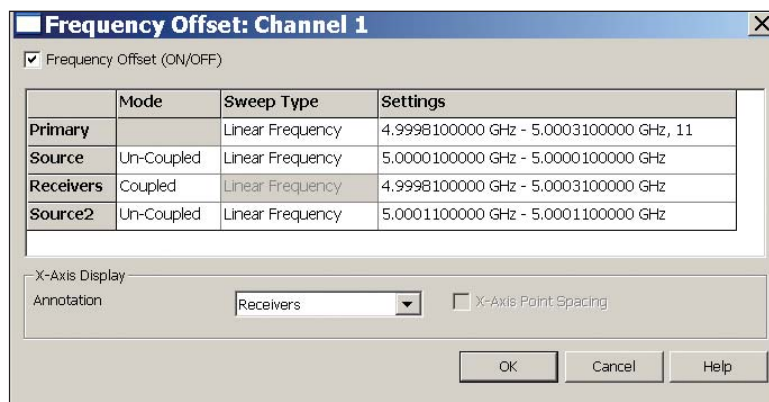 Frequency Offset: Channel 1
Frequency Offset (ON/OFF)
Mode Sweep Type Settings
Primary Linear Frequency 4.9998100000 GHz - 5.0003100000 GHz, 11
Source Un-Coupled Linear Frequency 5.0000100000 GHz - 5.0000100000 GHz
Receivers Coupled Linear Frequency 4.9998100000 GHz - 5.0003100000 GHz
Source2 Un-Coupled Linear Frequency 5.0001100000 GHz - 5.0001100000 GHz
X-Axis Display
Annotation Receivers X-Axis Point Spacing
OK Cancel Help